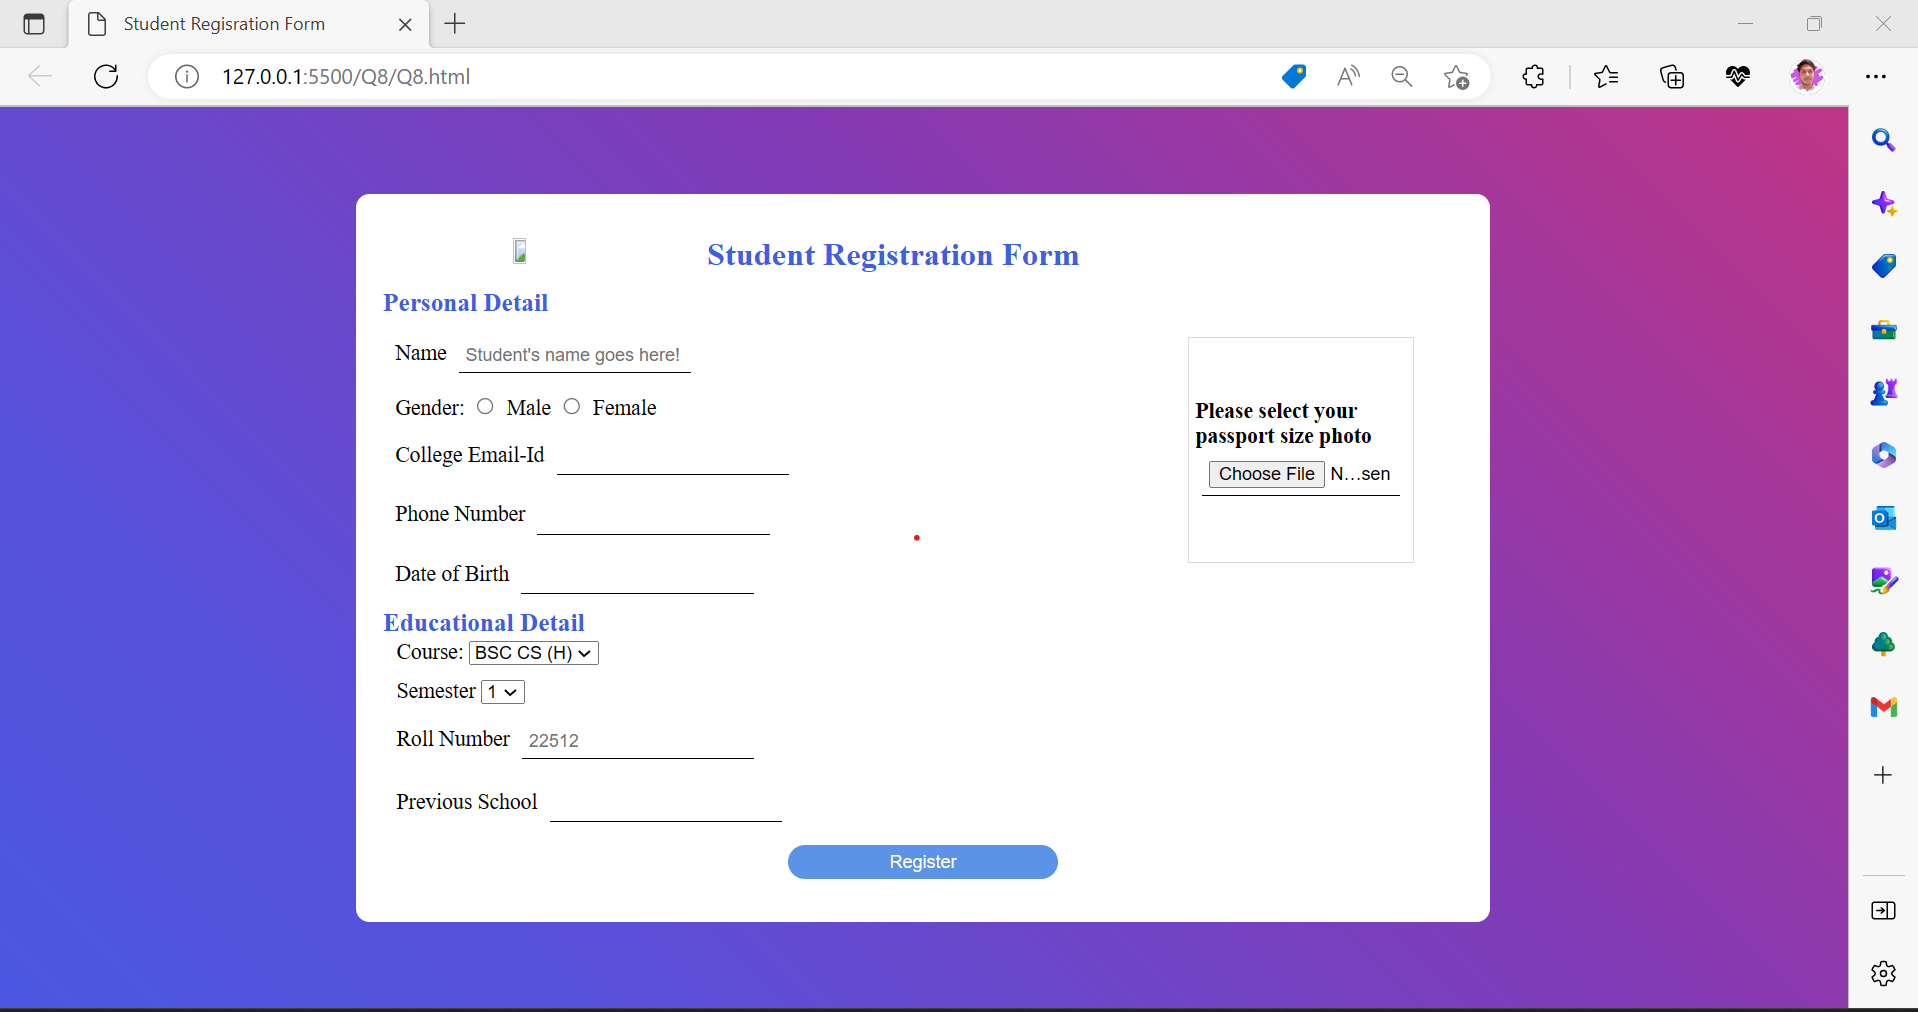 Student Regisration Form
127.0.0.1:5500/Q8/Q8.html
Student Registration Form
Personal Detail
Name Student's name goes here!
Gender: Male Female
College Email-Id
Phone Number
Date of Birth
Please select your
passport size photo
Choose File N...sen
Educational Detail
Course: BSC CS (H)
Semester 1
Roll Number 22512
Previous School
Register